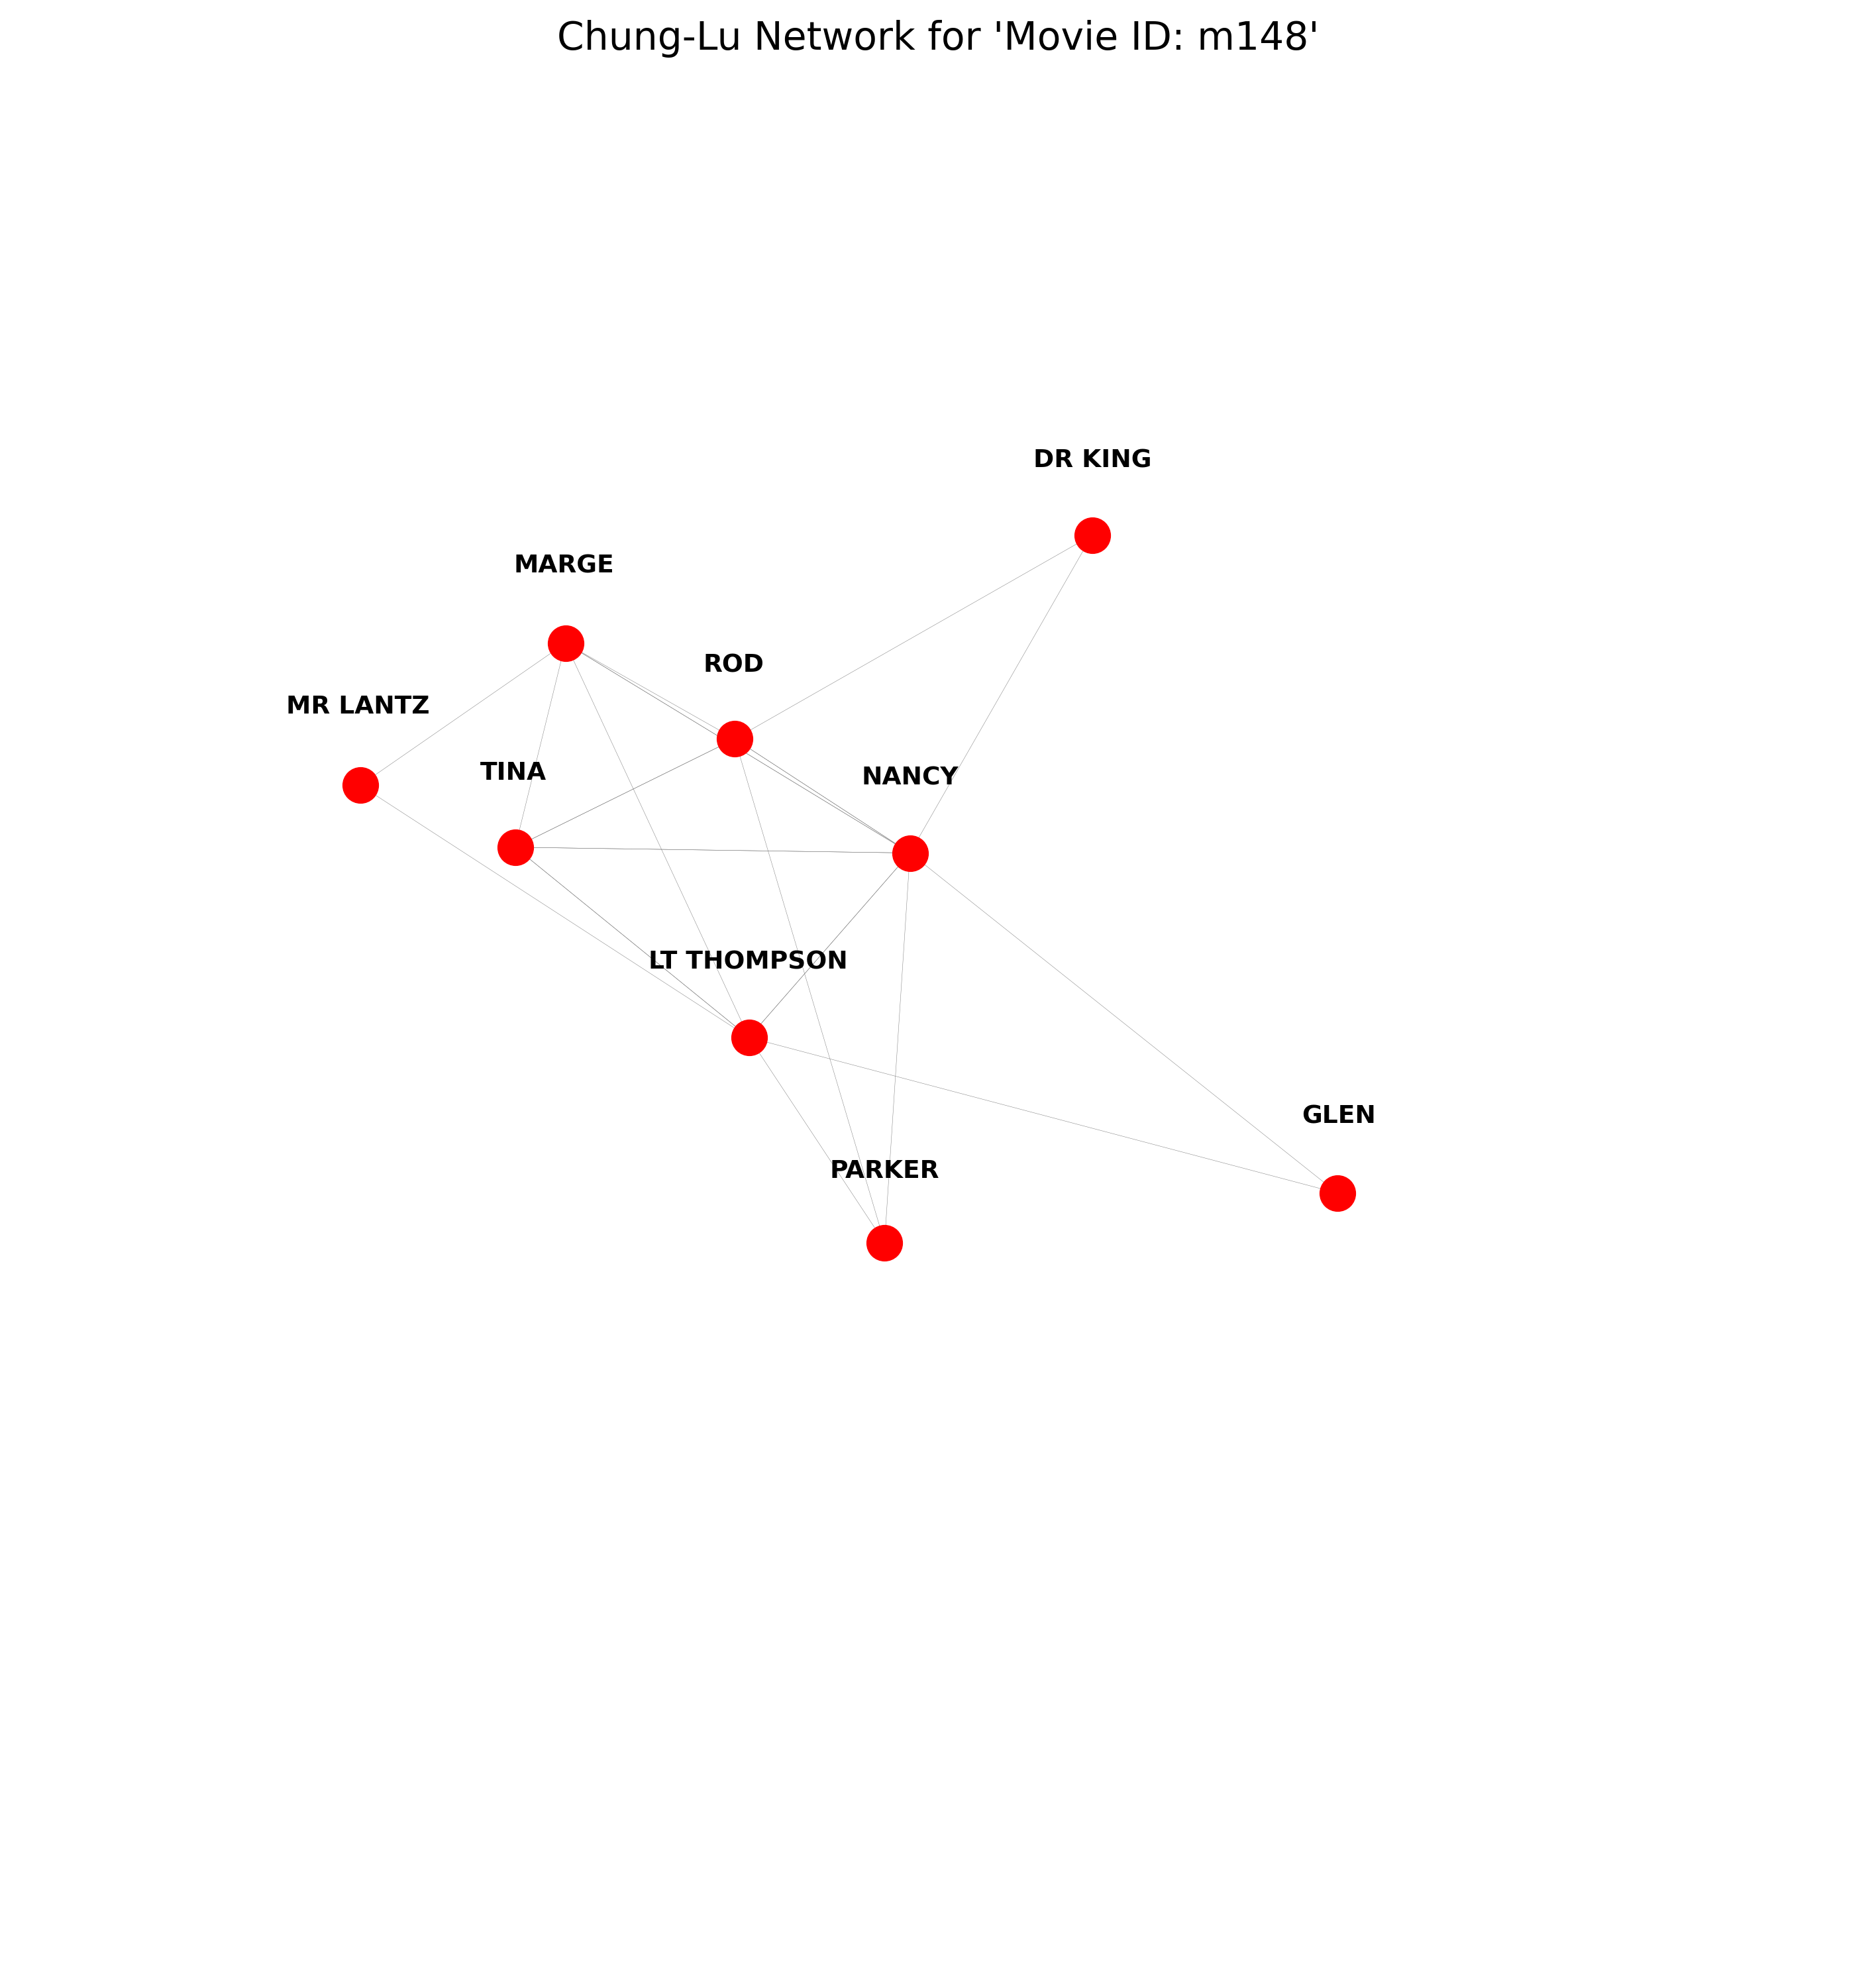 Chung-Lu Network for 'Movie ID: m148'
DR KING
MARGE
ROD
MR LANTZ
TINA
NANCY
LT THOMPSON
GLEN
PARKER